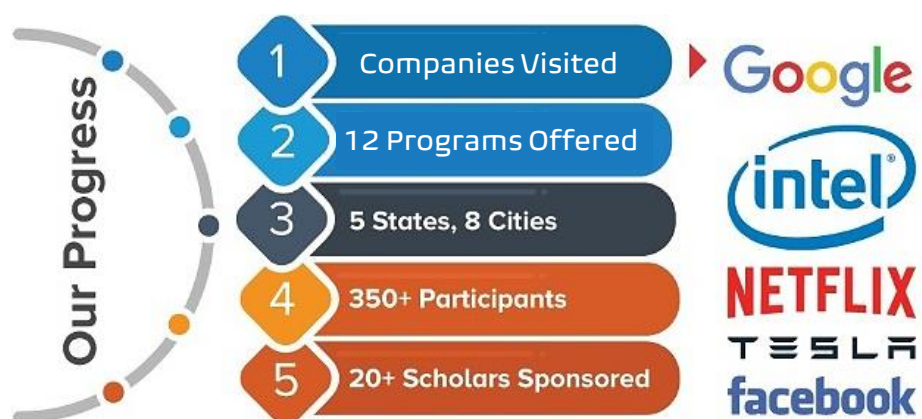 Our Progress
1 Companies Visited
2 12 Programs Offered
3 5 States, 8 Cities
4 350+ Participants
5 20+ Scholars Sponsored
Google
intel
NETFLIX
TESLA
facebook